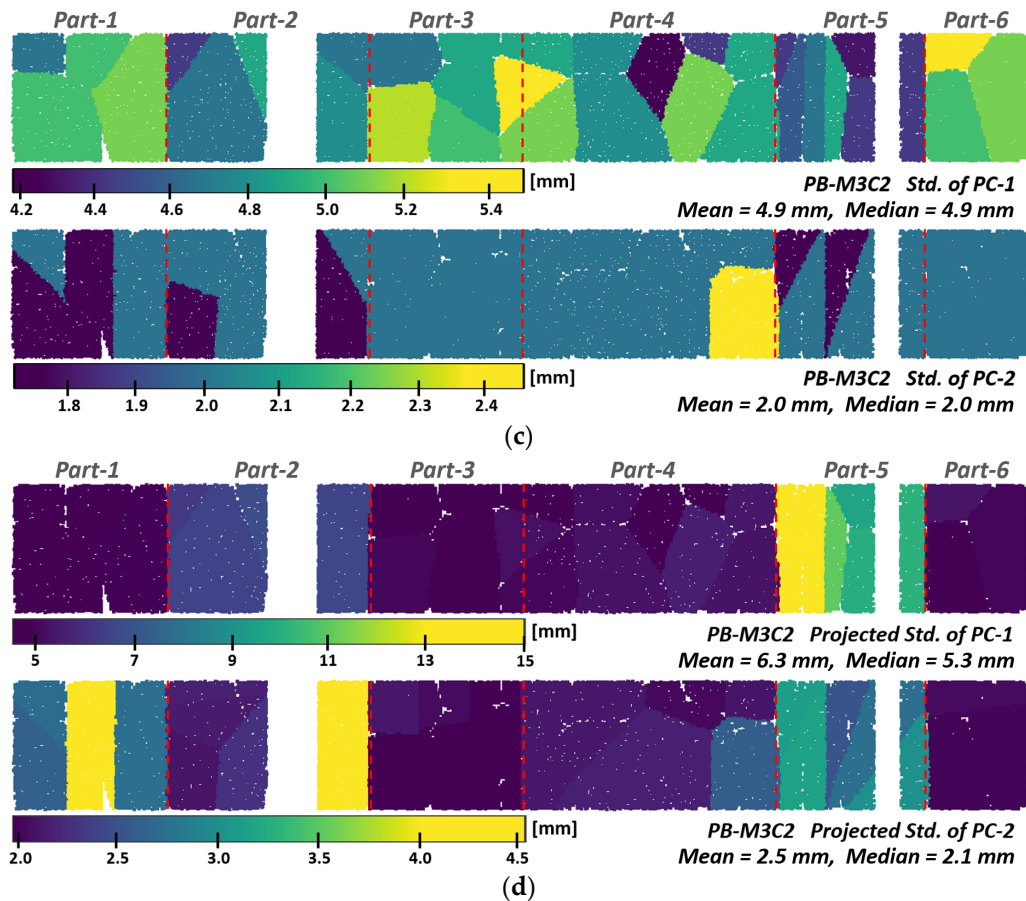 Part-1 Part-2 Part-3 Part-4 Part-5 Part-6
[mm]
4.2 4.4 4.6 4.8 5.0 5.2 5.4
PB-M3C2 Std. of PC-1
Mean = 4.9 mm, Median = 4.9 mm
[mm]
1.8 1.9 2.0 2.1 2.2 2.3 2.4
PB-M3C2 Std. of PC-2
Mean = 2.0 mm, Median = 2.0 mm
(c)
Part-1 Part-2 Part-3 Part-4 Part-5 Part-6
[mm]
5 7 9 11 13 15
PB-M3C2 Projected Std. of PC-1
Mean = 6.3 mm, Median = 5.3 mm
[mm]
2.0 2.5 3.0 3.5 4.0 4.5
PB-M3C2 Projected Std. of PC-2
Mean = 2.5 mm, Median = 2.1 mm
(d)